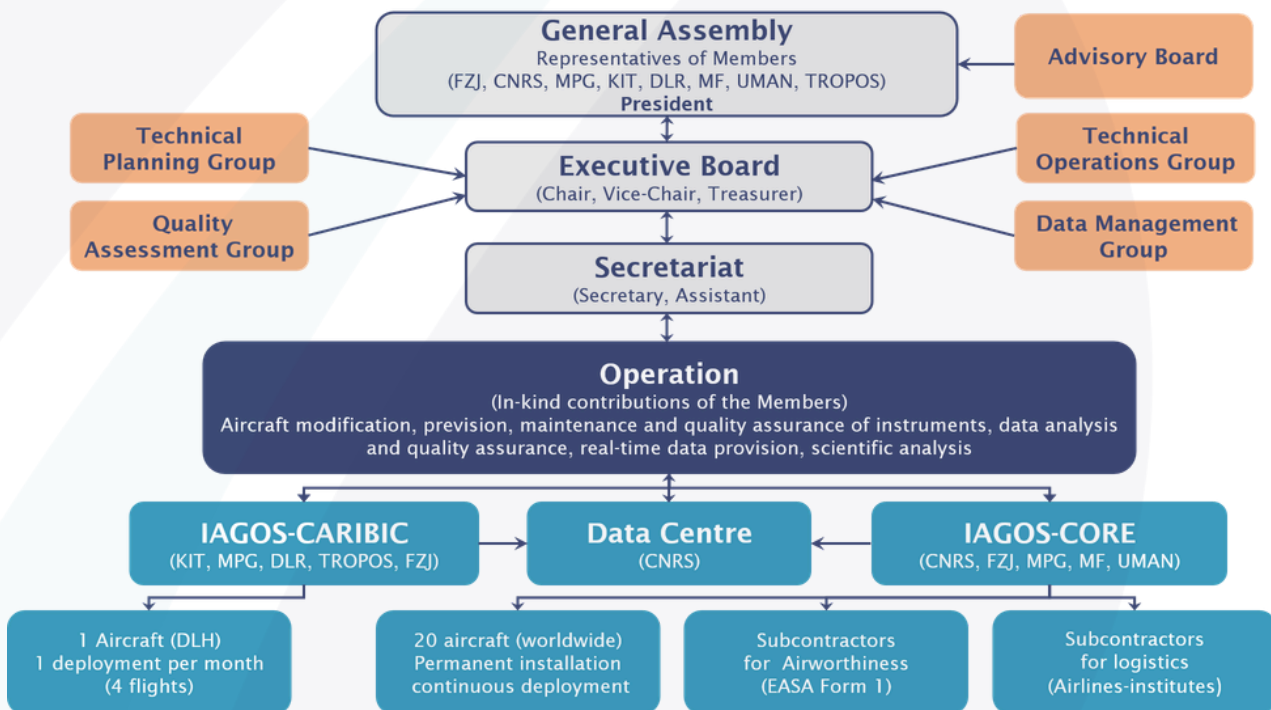 General Assembly
Representatives of Members
(FZJ, CNRS, MPG, KIT, DLR, MF, UMAN, TROPOS)
President
Advisory Board
Technical
Planning Group
Quality
Assessment Group
Executive Board
(Chair, Vice-Chair, Treasurer)
Technical
Operations Group
Data Management
Group
Secretariat
(Secretary, Assistant)
Operation
(In-kind contributions of the Members)
Aircraft modification, prevision, maintenance and quality assurance of instruments, data analysis
and quality assurance, real-time data provision, scientific analysis
IAGOS-CARIBIC
(KIT, MPG, DLR, TROPOS, FZJ)
Data Centre
(CNRS)
IAGOS-CORE
(CNRS, FZJ, MPG, MF, UMAN)
1 Aircraft (DLH)
1 deployment per month
(4 flights)
20 aircraft (worldwide)
Permanent installation
continuous deployment
Subcontractors
for Airworthiness
(EASA Form 1)
Subcontractors
for logistics
(Airlines-institutes)